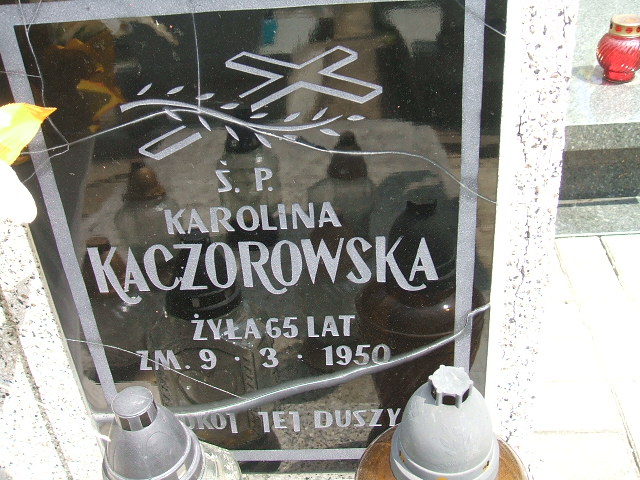 Ś. P.
KAROLINA
KACZOROWSKA
ŻYŁA 65 LAT
ZM. 9 · 3 · 1950
JEJ DUSZY